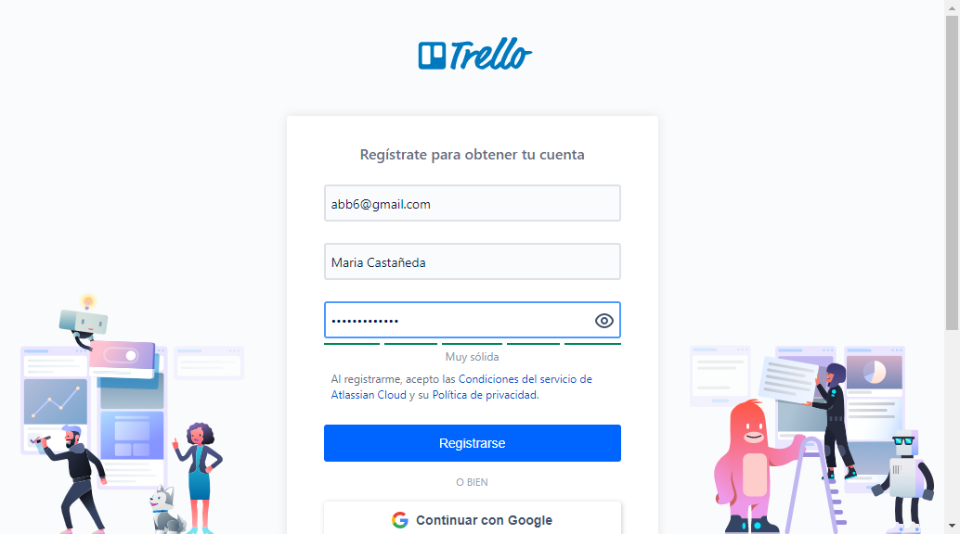 Trello
Regístrate para obtener tu cuenta
abb6@gmail.com
Maria Castañeda
•••••••••••••
Muy sólida
Al registrarme, acepto las Condiciones del servicio de
Atlassian Cloud y su Política de privacidad.
Registrarse
O BIEN
Continuar con Google